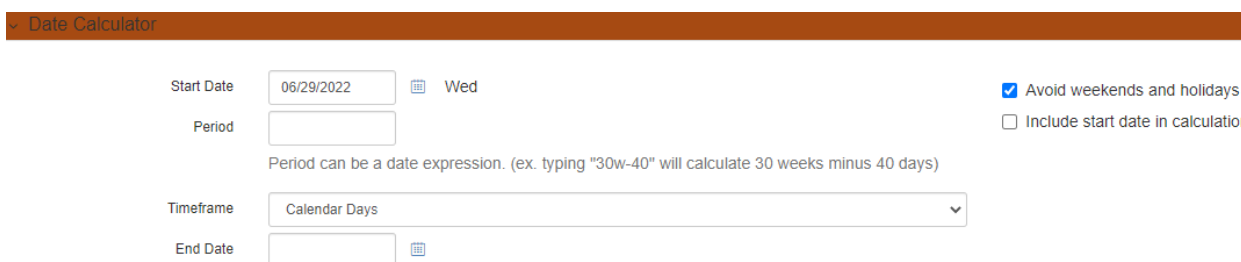 Date Calculator
Start Date 06/29/2022 Wed
Avoid weekends and holidays
Period
Include start date in calculatio
Period can be a date expression. (ex. typing "30w-40" will calculate 30 weeks minus 40 days)
Timeframe Calendar Days
End Date